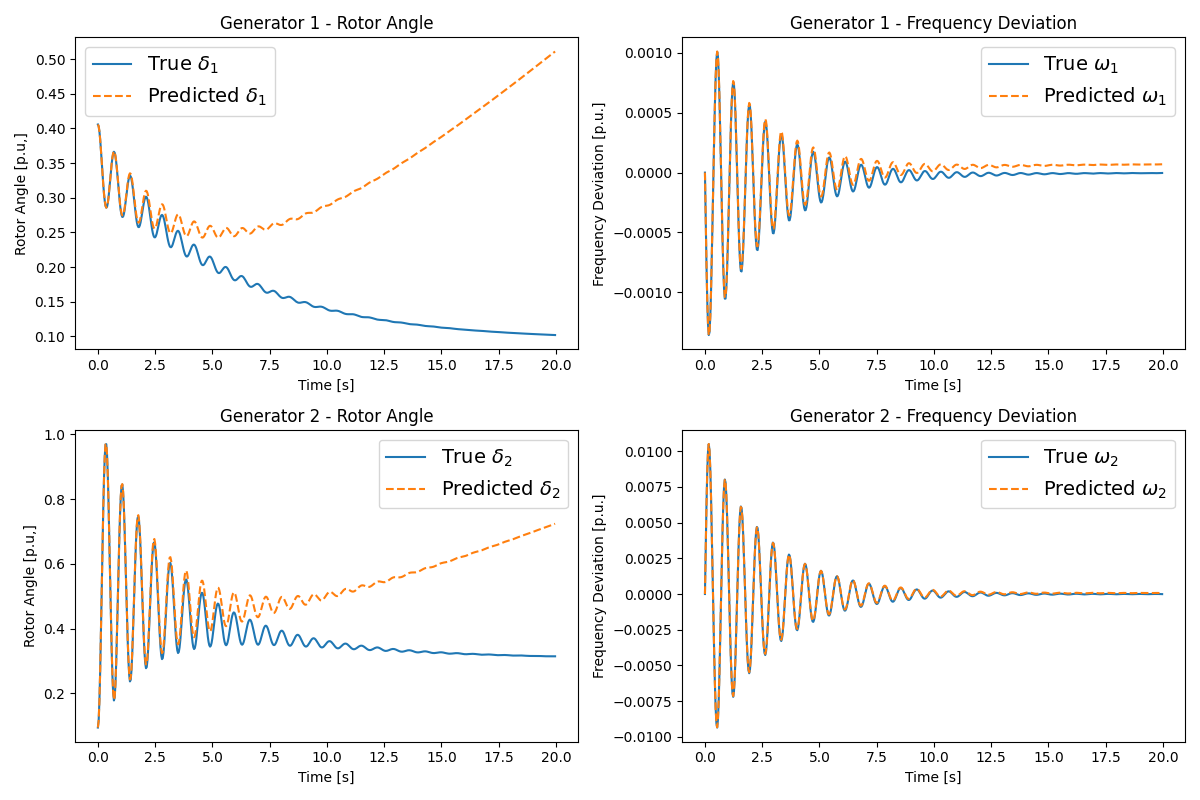 Generator 1 - Rotor Angle
Rotor Angle [p.u,]
0.50
0.45
0.40
0.35
0.30
0.25
0.20
0.15
0.10
True δ₁
Predicted δ₁
0.0 2.5 5.0 7.5 10.0 12.5 15.0 17.5 20.0
Time [s]
Generator 1 - Frequency Deviation
Frequency Deviation [p.u.]
0.0010
0.0005
0.0000
−0.0005
−0.0010
True ω₁
Predicted ω₁
0.0 2.5 5.0 7.5 10.0 12.5 15.0 17.5 20.0
Time [s]
Generator 2 - Rotor Angle
Rotor Angle [p.u,]
1.0
0.8
0.6
0.4
0.2
True δ₂
Predicted δ₂
0.0 2.5 5.0 7.5 10.0 12.5 15.0 17.5 20.0
Time [s]
Generator 2 - Frequency Deviation
Frequency Deviation [p.u.]
0.0100
0.0075
0.0050
0.0025
0.0000
−0.0025
−0.0050
−0.0075
−0.0100
True ω₂
Predicted ω₂
0.0 2.5 5.0 7.5 10.0 12.5 15.0 17.5 20.0
Time [s]